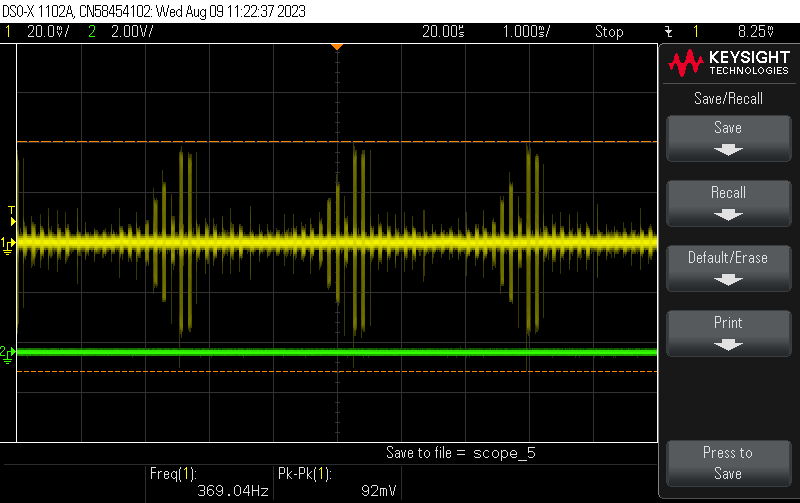 DSO-X 1102A, CN58454102: Wed Aug 09 11:22:37 2023
1 20.0⁠V/ 2 2.00V/ 20.00s 1.000s/ Stop 1 8.25V
KEYSIGHT
TECHNOLOGIES
Save/Recall
Save
Recall
Default/Erase
Print
T
1
2
Save to file = scope_5
Press to
Save
Freq(1): Pk-Pk(1):
369.04Hz 92mV